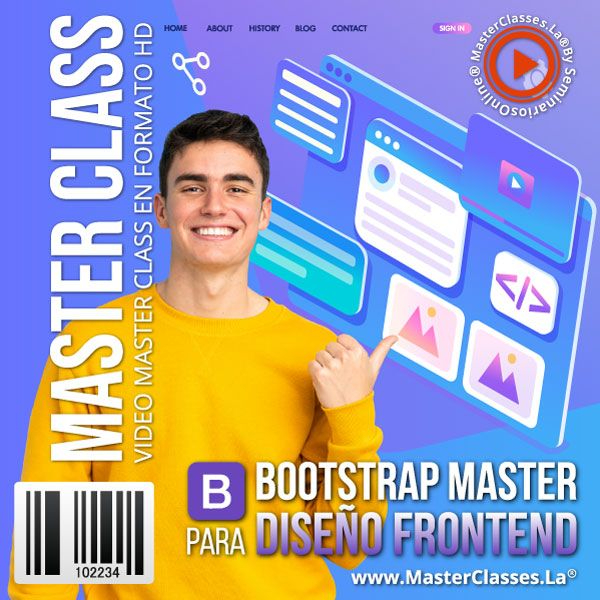 HOME ABOUT HISTORY BLOG CONTACT SIGN IN
MasterClasses.La® By SeminariosOnline®
MASTER CLASS
VIDEO MASTER CLASS EN FORMATO HD
</>
B BOOTSTRAP MASTER
PARA DISEÑO FRONTEND
102234
www.MasterClasses.La®